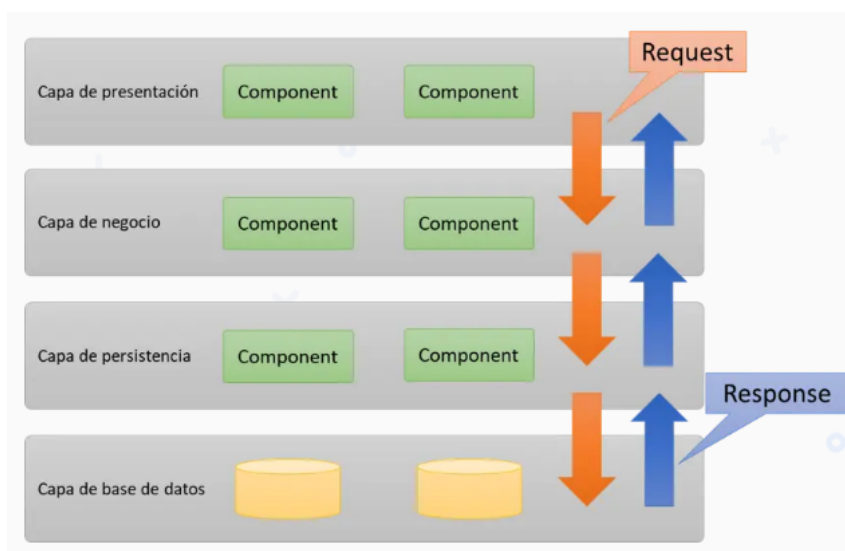 Request
Capa de presentación
Component
Component
Capa de negocio
Component
Component
Capa de persistencia
Component
Component
Response
Capa de base de datos